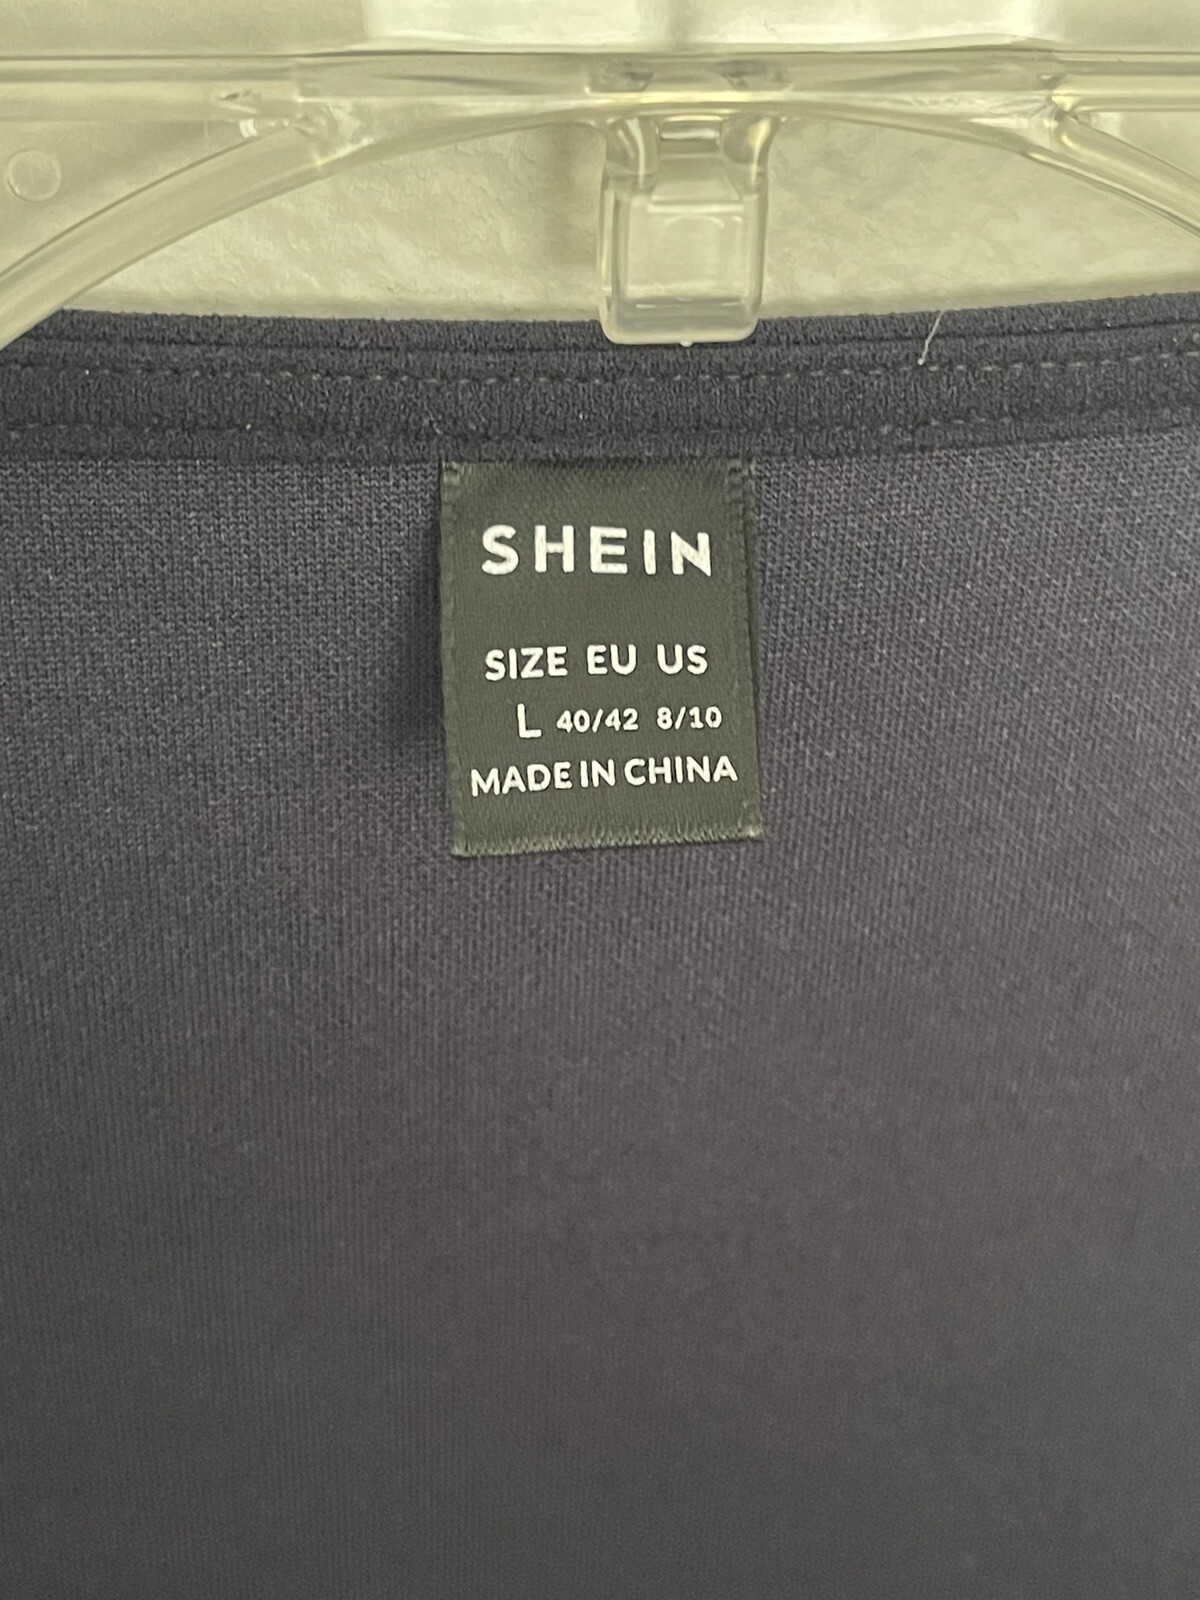 SHEIN
SIZE EU US
L 40/42 8/10
MADE IN CHINA